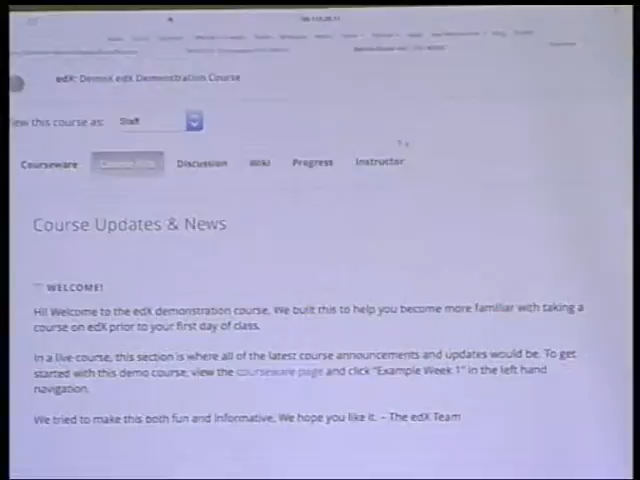 edX: DemoX edX Demonstration Course
iew this course as: Staff
Courseware Course Info Discussion Wiki Progress Instructor
Course Updates & News
WELCOME!
Hi! Welcome to the edX demonstration course. We built this to help you become more familiar with taking a
course on edX prior to your first day of class.
In a live course, this section is where all of the latest course announcements and updates would be. To get
started with this demo course, view the courseware page and click "Example Week 1" in the left hand
navigation.
We tried to make this both fun and informative. We hope you like it. – The edX Team